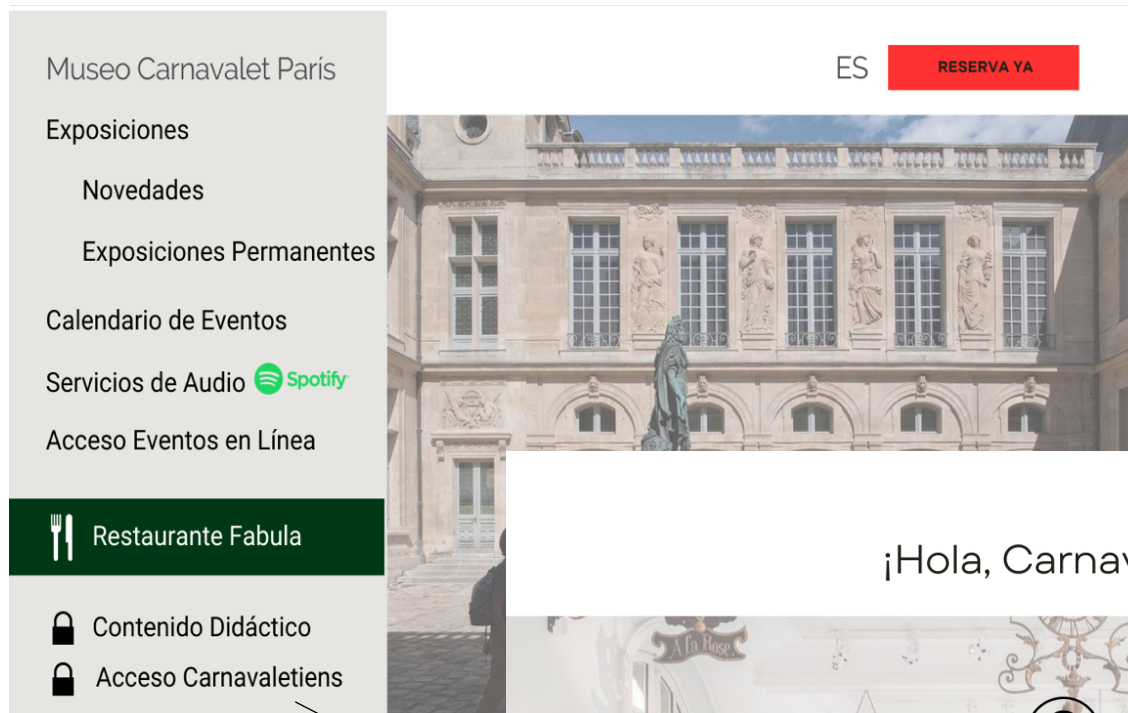 Museo Carnavalet París
ES
RESERVA YA
Exposiciones
Novedades
Exposiciones Permanentes
Calendario de Eventos
Servicios de Audio Spotify
Acceso Eventos en Línea
Restaurante Fabula
¡Hola, Carnav
Contenido Didáctico
A la Rose.
Acceso Carnavaletiens